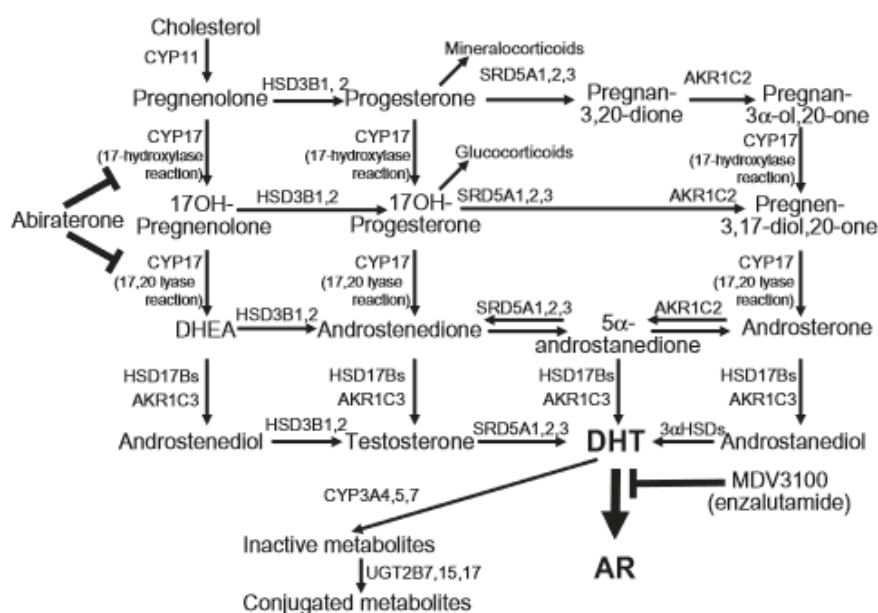 Cholesterol
CYP11
Mineralocorticoids
HSD3B1, 2
SRD5A1,2,3
AKR1C2
Pregnenolone
Progesterone
Pregnan-
3,20-dione
Pregnan-
3α-ol,20-one
CYP17
(17-hydroxylase
reaction)
CYP17
(17-hydroxylase
reaction)
CYP17
(17-hydroxylase
reaction)
Glucocorticoids
Abiraterone
17OH-
Pregnenolone
HSD3B1,2
17OH-
Progesterone
SRD5A1,2,3
AKR1C2
Pregnen-
3,17-diol,20-one
CYP17
(17,20 lyase
reaction)
CYP17
(17,20 lyase
reaction)
CYP17
(17,20 lyase
reaction)
DHEA
HSD3B1,2
Androstenedione
SRD5A1,2,3
5α-
androstanedione
AKR1C2
Androsterone
HSD17Bs
AKR1C3
HSD17Bs
AKR1C3
HSD17Bs
AKR1C3
HSD17Bs
AKR1C3
Androstenediol
HSD3B1,2
Testosterone
SRD5A1,2,3
DHT
3αHSDs
Androstanediol
CYP3A4,5,7
MDV3100
(enzalutamide)
Inactive metabolites
AR
UGT2B7,15,17
Conjugated metabolites